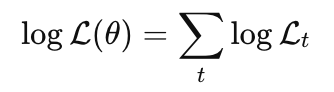 log ℒ(θ) = ∑ₜ log ℒₜ